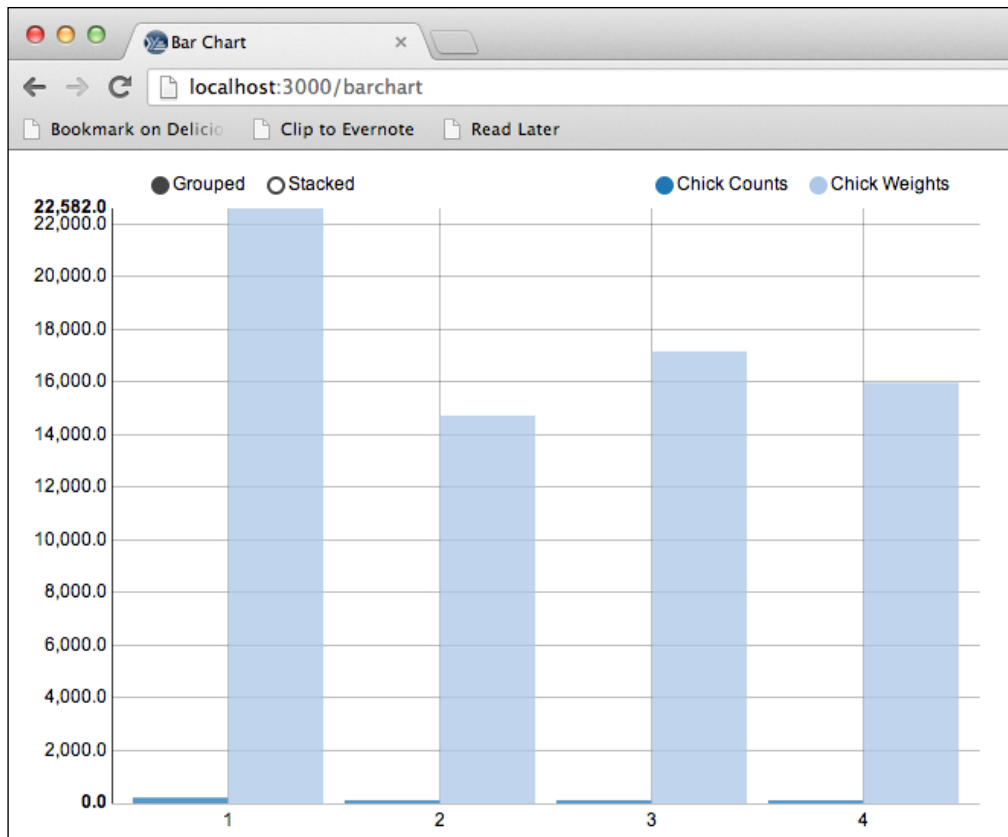 Bar Chart
localhost:3000/barchart
Bookmark on Delicio
Clip to Evernote
Read Later
Grouped
Stacked
Chick Counts
Chick Weights
22,582.0
22,000.0
20,000.0
18,000.0
16,000.0
14,000.0
12,000.0
10,000.0
8,000.0
6,000.0
4,000.0
2,000.0
0.0
1
2
3
4